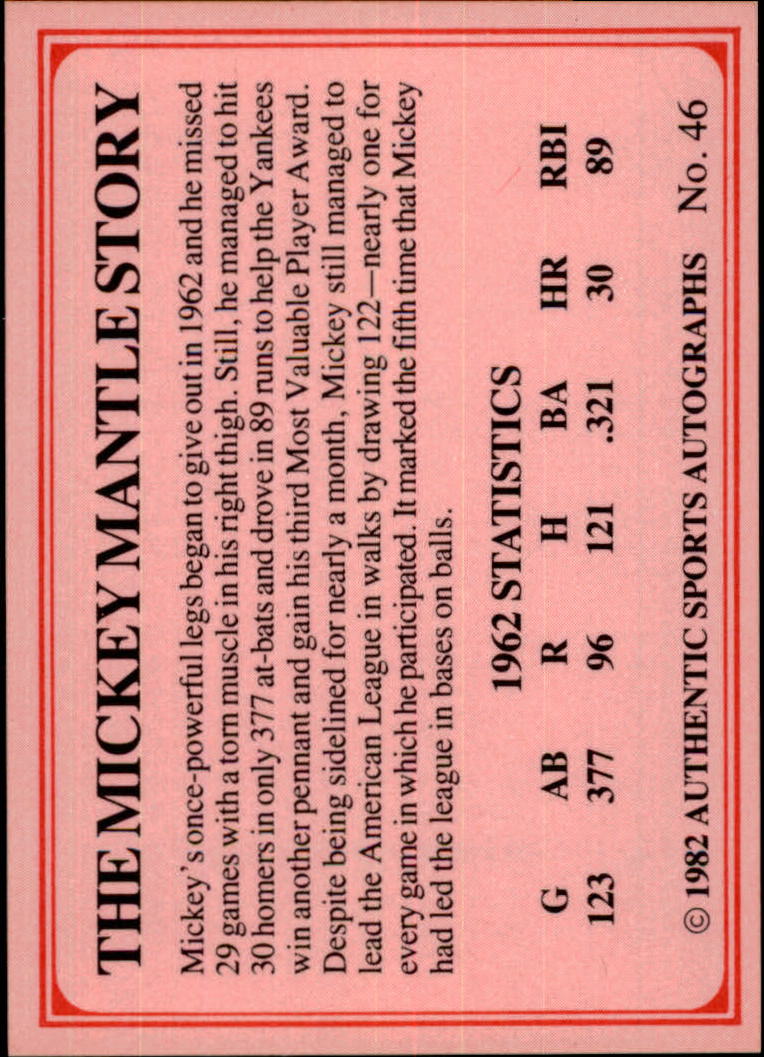 THE MICKEY MANTLE STORY
Mickey's once-powerful legs began to give out in 1962 and he missed
29 games with a torn muscle in his right thigh. Still, he managed to hit
30 homers in only 377 at-bats and drove in 89 runs to help the Yankees
win another pennant and gain his third Most Valuable Player Award.
Despite being sidelined for nearly a month, Mickey still managed to
lead the American League in walks by drawing 122—nearly one for
every game in which he participated. It marked the fifth time that Mickey
had led the league in bases on balls.
1962 STATISTICS
G AB R H BA HR RBI
123 377 96 121 .321 30 89
© 1982 AUTHENTIC SPORTS AUTOGRAPHS No. 46